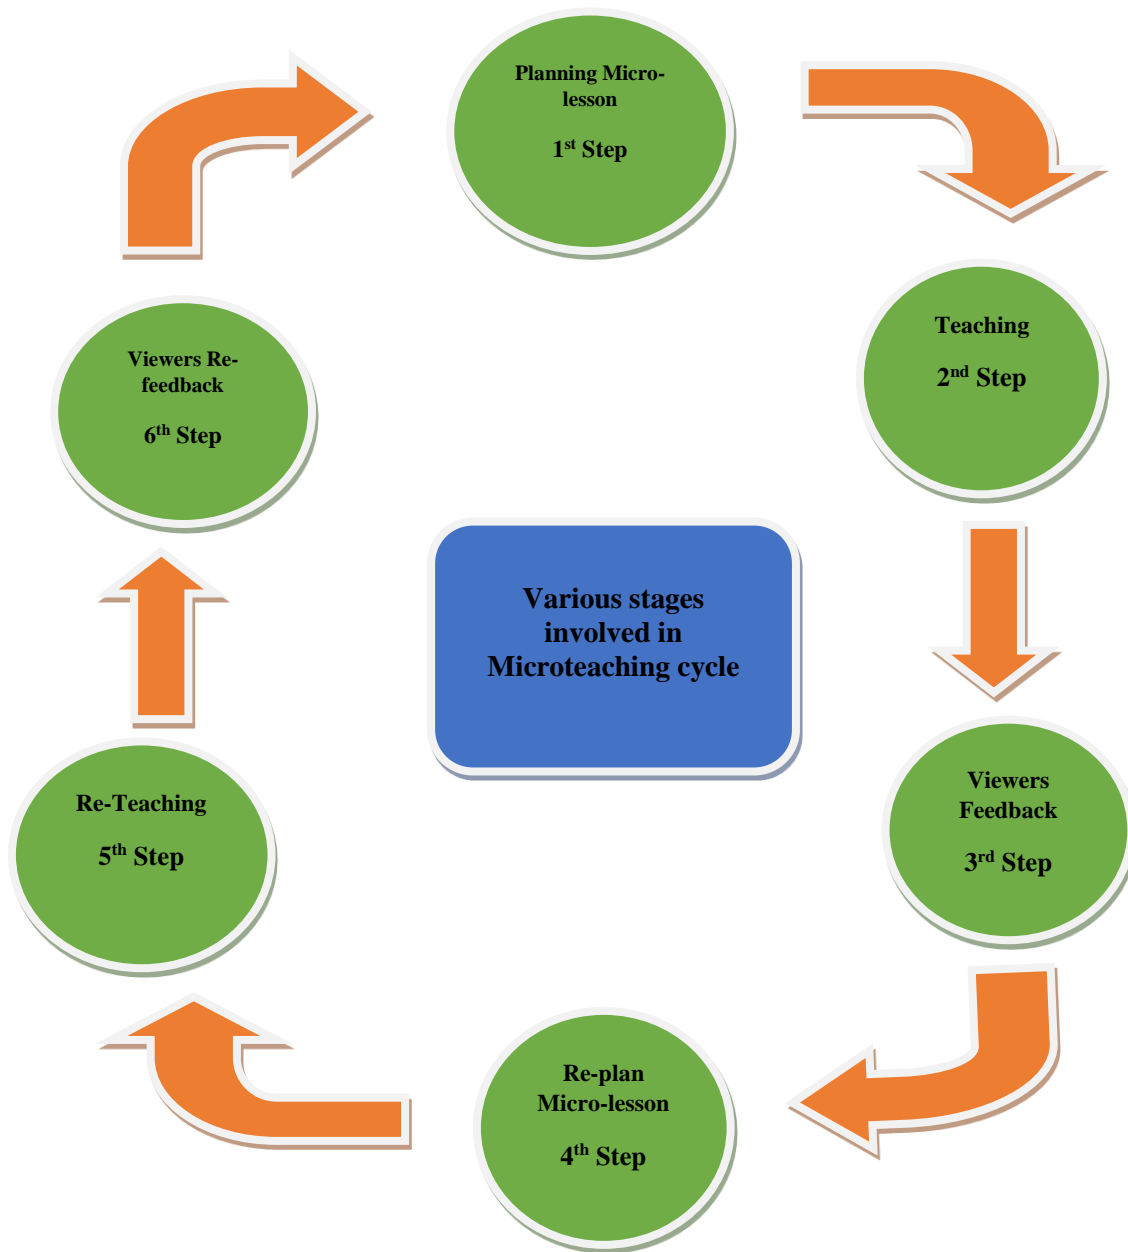 Planning Micro-
lesson
1st Step
Teaching
2nd Step
Viewers
Feedback
3rd Step
Re-plan
Micro-lesson
4th Step
Re-Teaching
5th Step
Viewers Re-
feedback
6th Step
Various stages
involved in
Microteaching cycle